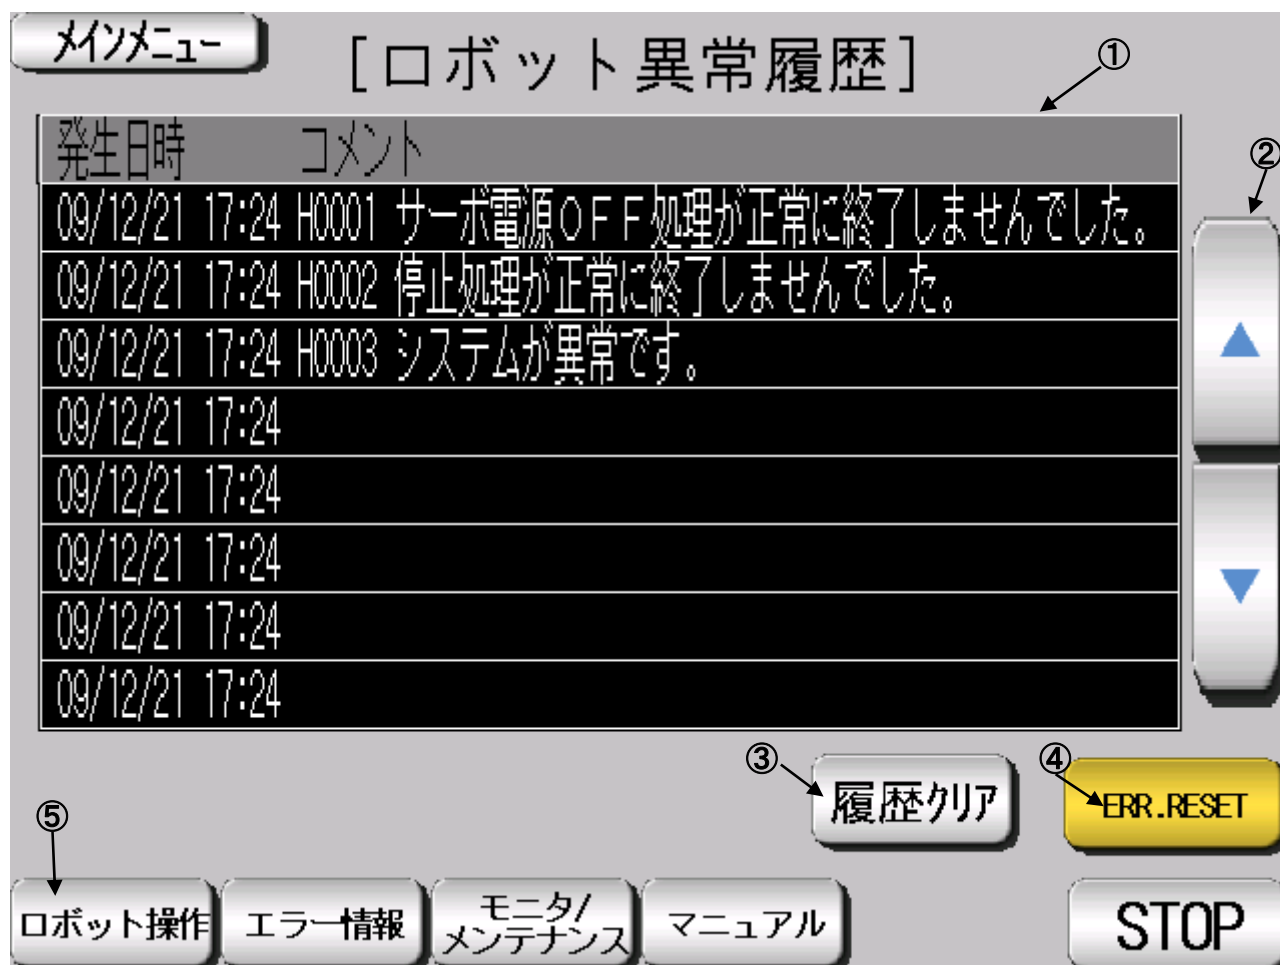 メインメニュー
[ロボット異常履歴]
①
発生日時 コメント
②
09/12/21 17:24 H0001 サーボ電源OFF処理が正常に終了しませんでした。
09/12/21 17:24 H0002 停止処理が正常に終了しませんでした。
09/12/21 17:24 H0003 システムが異常です。
09/12/21 17:24
09/12/21 17:24
09/12/21 17:24
09/12/21 17:24
09/12/21 17:24
③
④
履歴クリア
ERR.RESET
⑤
ロボット操作
エラー情報
モニタ/
メンテナンス
マニュアル
STOP